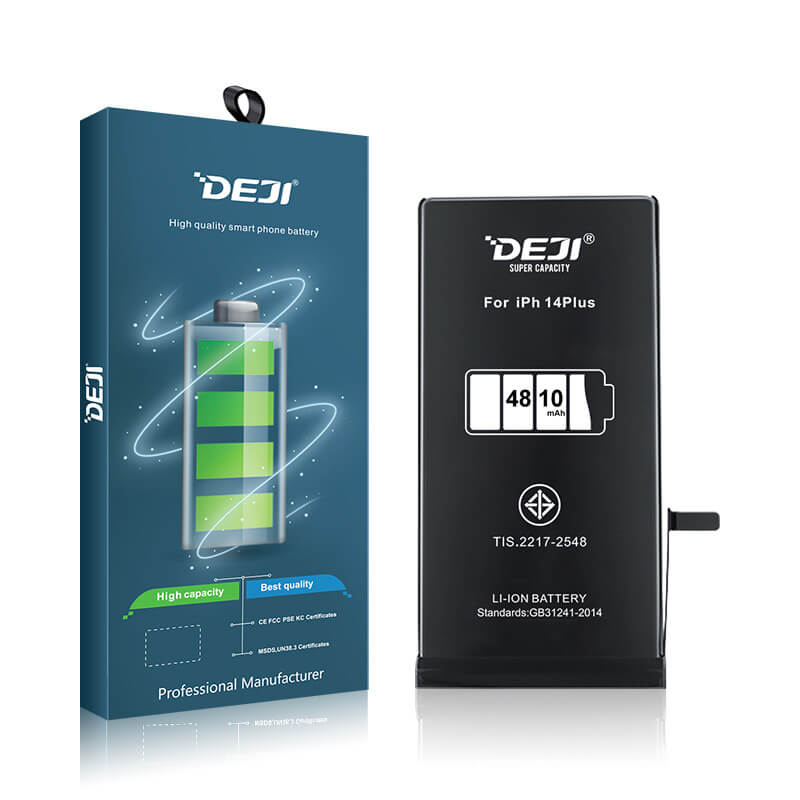 DEJI
DEJI®
High quality smart phone battery
High capacity
Best quality
CE FCC PSE KC Certificates
MSDS,UN38.3 Certificates
Professional Manufacturer
DEJI®
SUPER CAPACITY
For iPh 14Plus
4810
mAh
TIS.2217-2548
LI-ION BATTERY
Standards:GB31241-2014